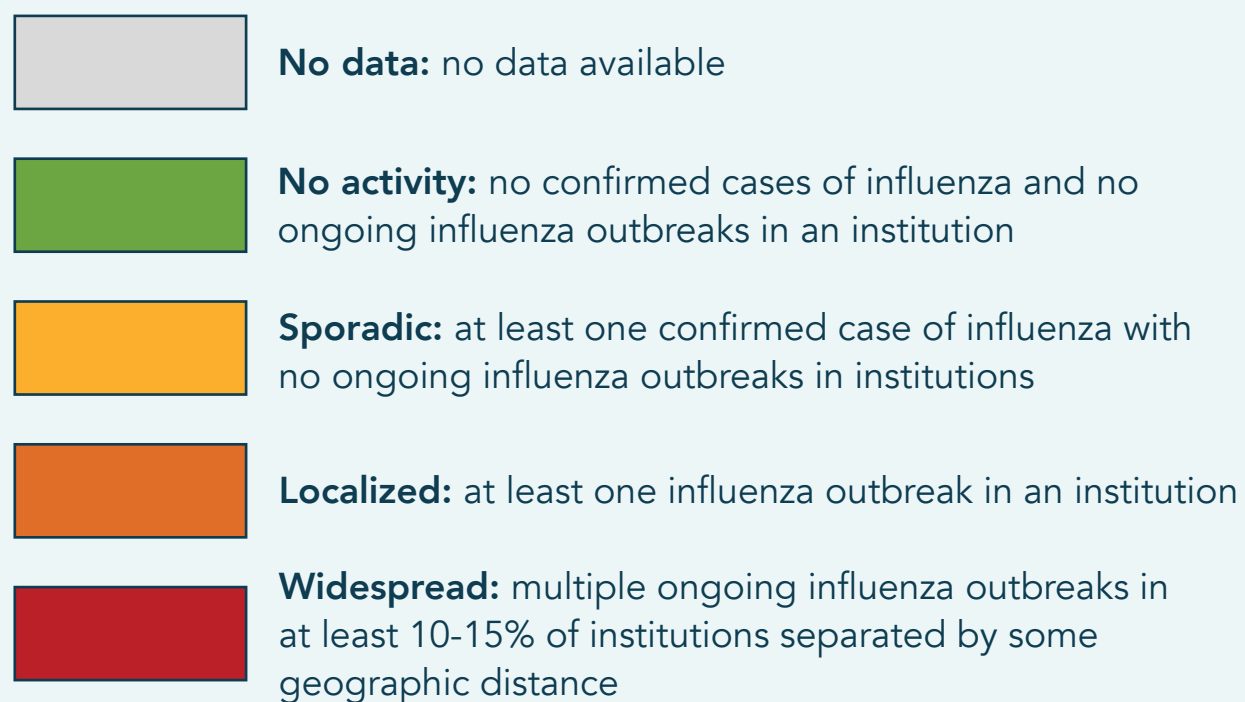 No data: no data available
No activity: no confirmed cases of influenza and no
ongoing influenza outbreaks in an institution
Sporadic: at least one confirmed case of influenza with
no ongoing influenza outbreaks in institutions
Localized: at least one influenza outbreak in an institution
Widespread: multiple ongoing influenza outbreaks in
at least 10-15% of institutions separated by some
geographic distance